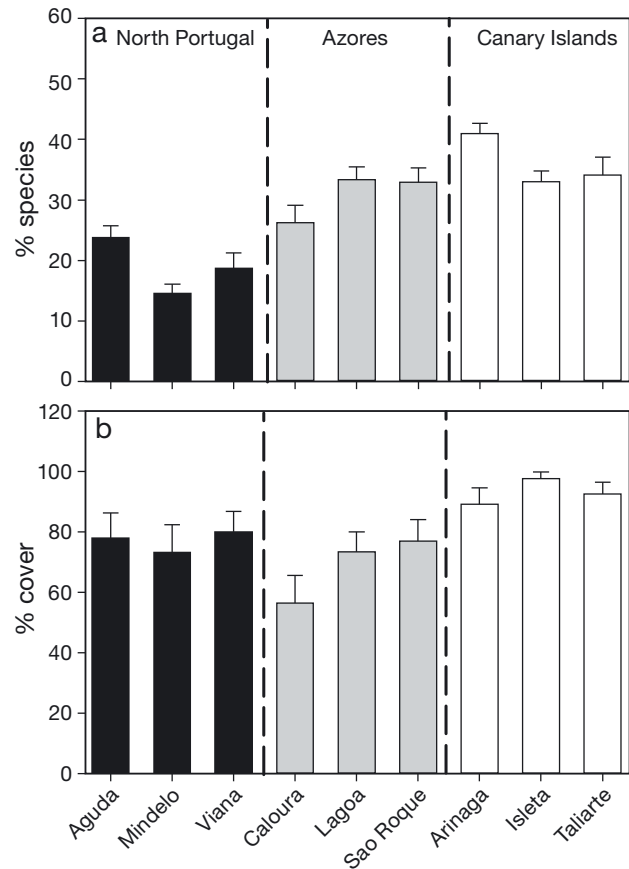 a North Portugal Azores Canary Islands
% species
60
50
40
30
20
10
0
b
% cover
120
100
80
60
40
20
0
Aguda Mindelo Viana Caloura Lagoa Sao Roque Arinaga Isleta Taliarte